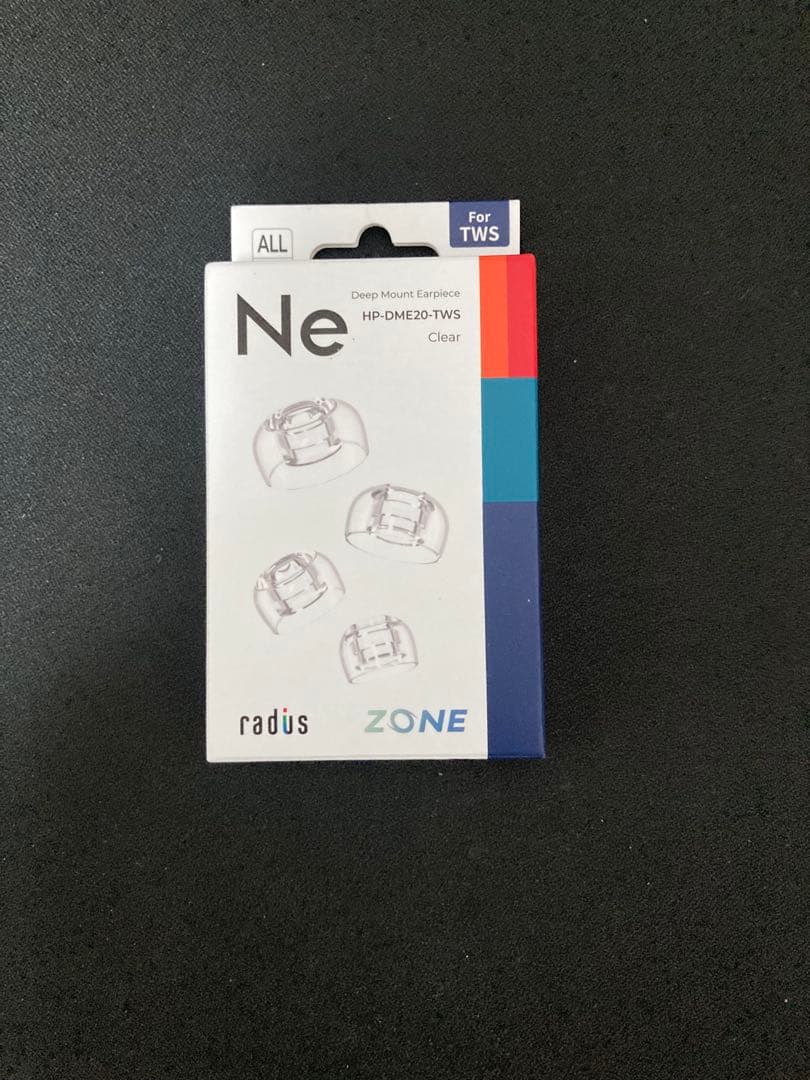 ALL
For
TWS
Ne
Deep Mount Earpiece
HP-DME20-TWS
Clear
radius
ZONE